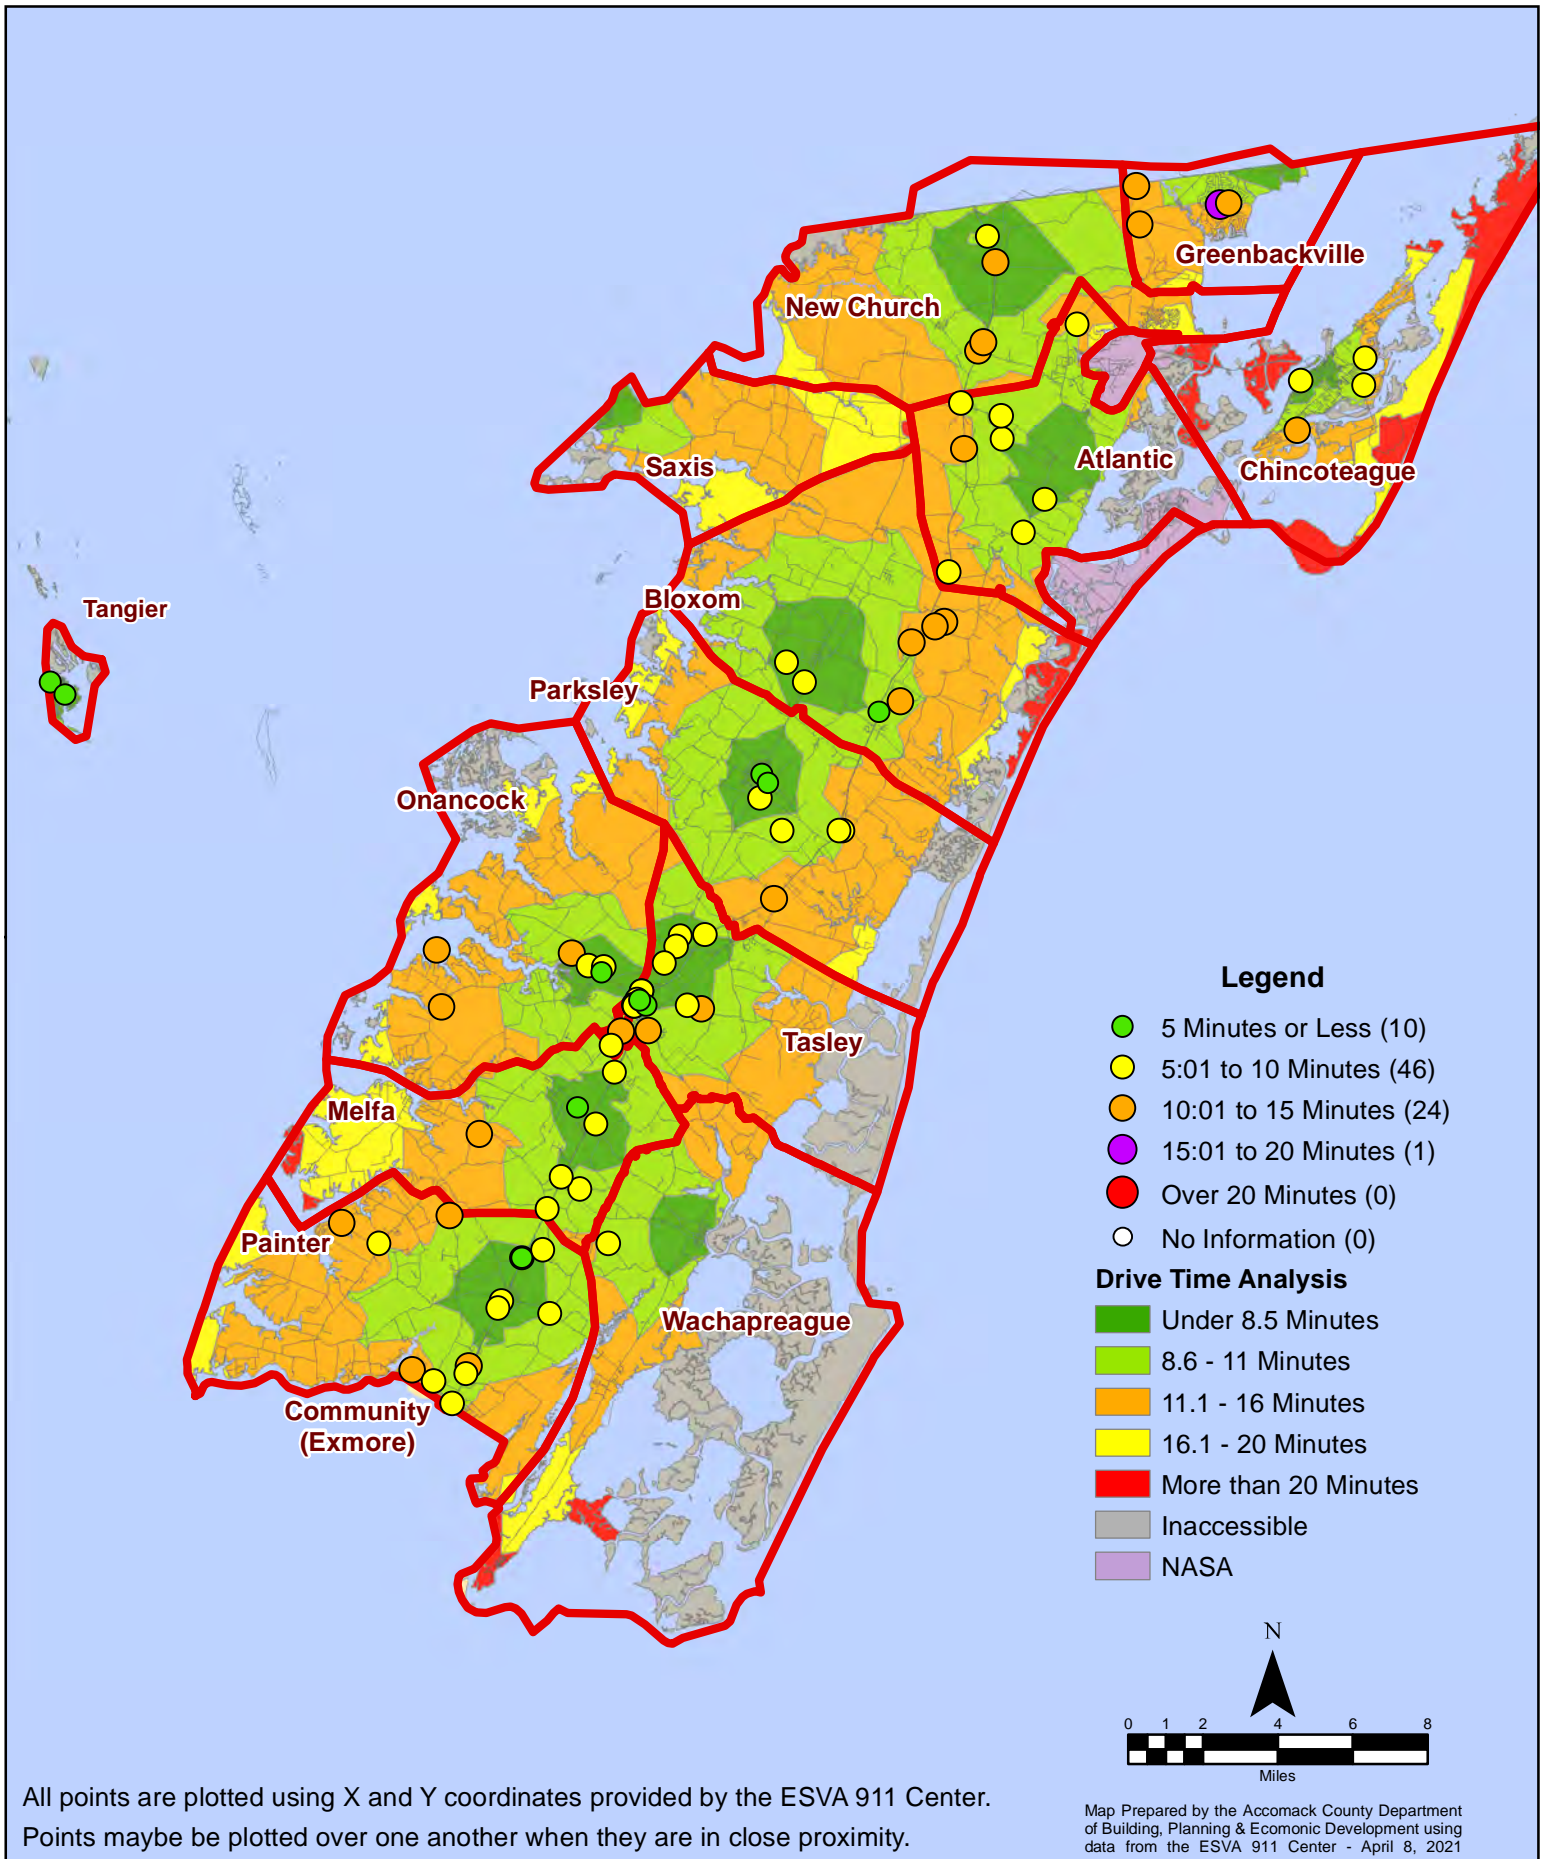 Greenbackville
New Church
Atlantic
Chincoteague
Saxis
Tangier
Bloxom
Parksley
Onancock
Tasley
Melfa
Painter
Wachapreague
Community
(Exmore)
Legend
5 Minutes or Less (10)
5:01 to 10 Minutes (46)
10:01 to 15 Minutes (24)
15:01 to 20 Minutes (1)
Over 20 Minutes (0)
No Information (0)
Drive Time Analysis
Under 8.5 Minutes
8.6 - 11 Minutes
11.1 - 16 Minutes
16.1 - 20 Minutes
More than 20 Minutes
Inaccessible
NASA
N
0 1 2 4 6 8
Miles
All points are plotted using X and Y coordinates provided by the ESVA 911 Center.
Points maybe be plotted over one another when they are in close proximity.
Map Prepared by the Accomack County Department
of Building, Planning & Ecomonic Development using
data from the ESVA 911 Center - April 8, 2021